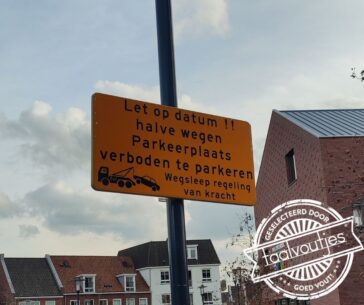 Let op datum !!
halve wegen
Parkeerplaats
verboden te parkeren
Wegsleep regeling
van kracht
GESELECTEERD DOOR
taalvoutjes
GOED VOUT!